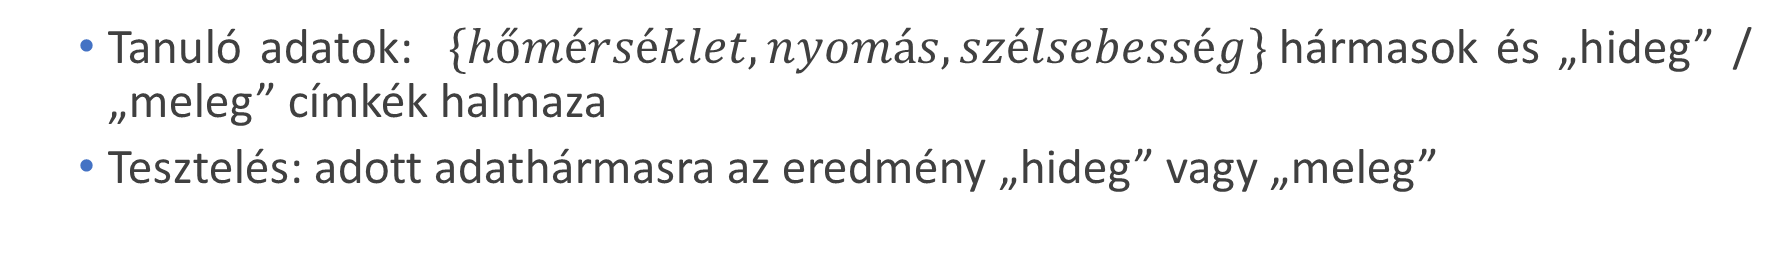 • Tanuló adatok: {hőmérséklet, nyomás, szélsebesség} hármasok és „hideg” /
„meleg” címkék halmaza
• Tesztelés: adott adathármasra az eredmény „hideg” vagy „meleg”